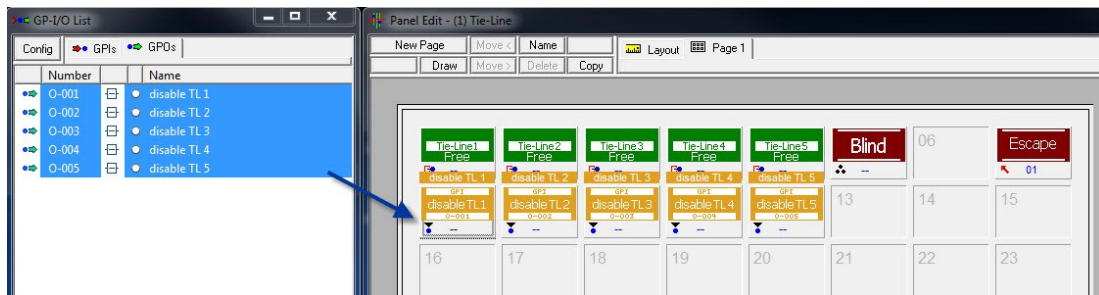 GP-I/O List
Config GPIs GPOs
Number Name
O-001 disable TL 1
O-002 disable TL 2
O-003 disable TL 3
O-004 disable TL 4
O-005 disable TL 5
Panel Edit - (1) Tie-Line
New Page Move < Name Layout Page 1
Draw Move > Delete Copy
Tie-Line1 Tie-Line2 Tie-Line3 Tie-Line4 Tie-Line5 Blind 06 Escape
Free Free Free Free Free
-- -- -- -- -- -- 01
disable TL 1 disable TL 2 disable TL 3 disable TL 4 disable TL 5
GPI GPI GPI GPI GPI
disableTL1 disableTL2 disableTL3 disableTL4 disableTL5 13 14 15
O-001 O-002 O-003 O-004 O-005
-- -- -- -- --
16 17 18 19 20 21 22 23